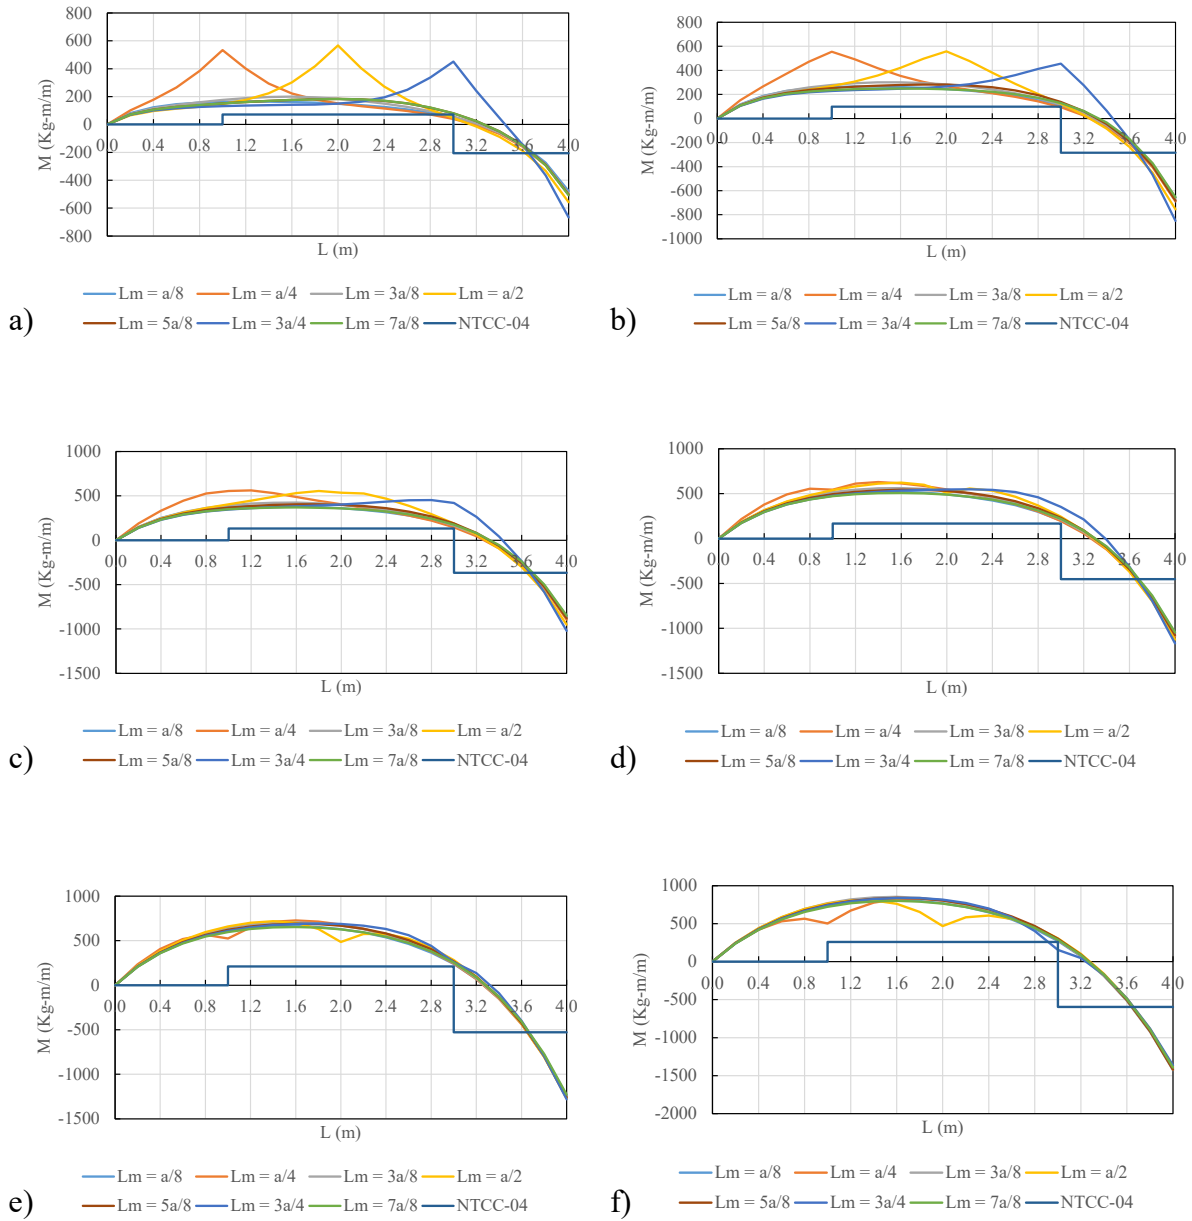 800
600
400
200
0
-200
-400
-600
-800
M (Kg-m/m)
0.0 0.4 0.8 1.2 1.6 2.0 2.4 2.8 3.2 3.6 4.0
L (m)
Lm = a/8 Lm = a/4 Lm = 3a/8 Lm = a/2
Lm = 5a/8 Lm = 3a/4 Lm = 7a/8 NTCC-04
a)
800
600
400
200
0
-200
-400
-600
-800
-1000
M (Kg-m/m)
0.0 0.4 0.8 1.2 1.6 2.0 2.4 2.8 3.2 3.6 4.0
L (m)
Lm = a/8 Lm = a/4 Lm = 3a/8 Lm = a/2
Lm = 5a/8 Lm = 3a/4 Lm = 7a/8 NTCC-04
b)
1000
500
0
-500
-1000
-1500
M (Kg-m/m)
0.0 0.4 0.8 1.2 1.6 2.0 2.4 2.8 3.2 3.6 4.0
L (m)
Lm = a/8 Lm = a/4 Lm = 3a/8 Lm = a/2
Lm = 5a/8 Lm = 3a/4 Lm = 7a/8 NTCC-04
c)
1000
500
0
-500
-1000
-1500
M (Kg-m/m)
0.0 0.4 0.8 1.2 1.6 2.0 2.4 2.8 3.2 3.6 4.0
L (m)
Lm = a/8 Lm = a/4 Lm = 3a/8 Lm = a/2
Lm = 5a/8 Lm = 3a/4 Lm = 7a/8 NTCC-04
d)
1000
500
0
-500
-1000
-1500
M (Kg-m/m)
0.0 0.4 0.8 1.2 1.6 2.0 2.4 2.8 3.2 3.6 4.0
L (m)
Lm = a/8 Lm = a/4 Lm = 3a/8 Lm = a/2
Lm = 5a/8 Lm = 3a/4 Lm = 7a/8 NTCC-04
e)
1000
500
0
-500
-1000
-1500
-2000
M (Kg-m/m)
0.0 0.4 0.8 1.2 1.6 2.0 2.4 2.8 3.2 3.6 4.0
L (m)
Lm = a/8 Lm = a/4 Lm = 3a/8 Lm = a/2
Lm = 5a/8 Lm = 3a/4 Lm = 7a/8 NTCC-04
f)